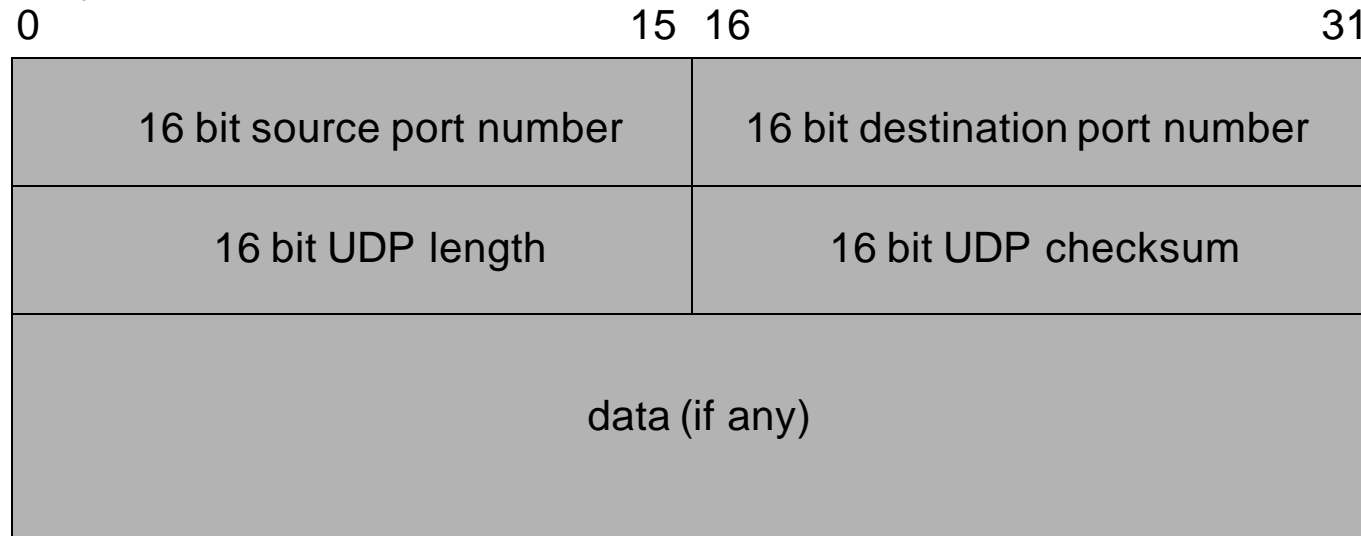 0 15 16 31
16 bit source port number 16 bit destination port number
16 bit UDP length 16 bit UDP checksum
data (if any)